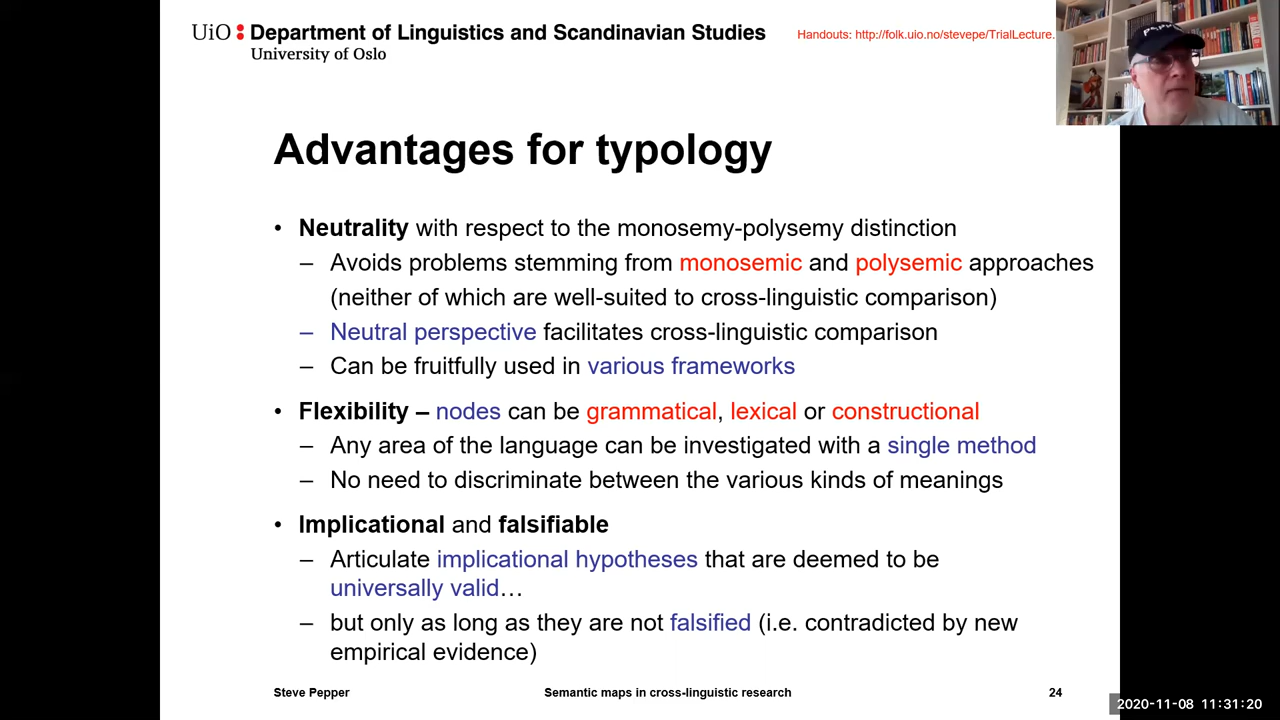 UiO: Department of Linguistics and Scandinavian Studies
University of Oslo
Handouts: http://folk.uio.no/stevepe/TrialLecture.
Advantages for typology
• Neutrality with respect to the monosemy-polysemy distinction
– Avoids problems stemming from monosemic and polysemic approaches
(neither of which are well-suited to cross-linguistic comparison)
– Neutral perspective facilitates cross-linguistic comparison
– Can be fruitfully used in various frameworks
• Flexibility – nodes can be grammatical, lexical or constructional
– Any area of the language can be investigated with a single method
– No need to discriminate between the various kinds of meanings
• Implicational and falsifiable
– Articulate implicational hypotheses that are deemed to be
universally valid…
– but only as long as they are not falsified (i.e. contradicted by new
empirical evidence)
Steve Pepper
Semantic maps in cross-linguistic research
24
2020-11-08 11:31:20